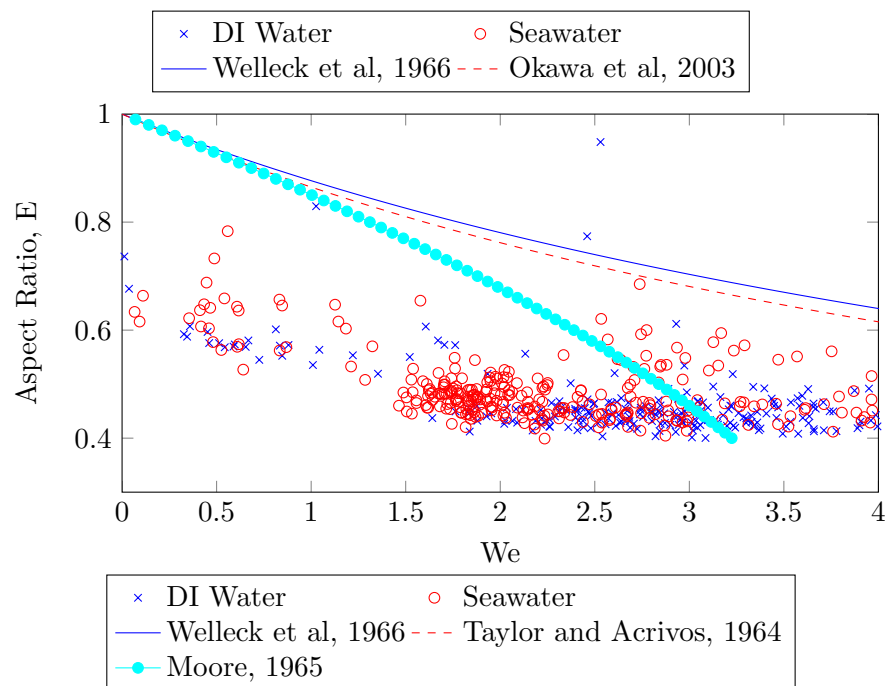 DI Water Seawater
Welleck et al, 1966 Okawa et al, 2003
1
0.8
0.6
0.4
Aspect Ratio, E
0 0.5 1 1.5 2 2.5 3 3.5 4
We
DI Water Seawater
Welleck et al, 1966 Taylor and Acrivos, 1964
Moore, 1965